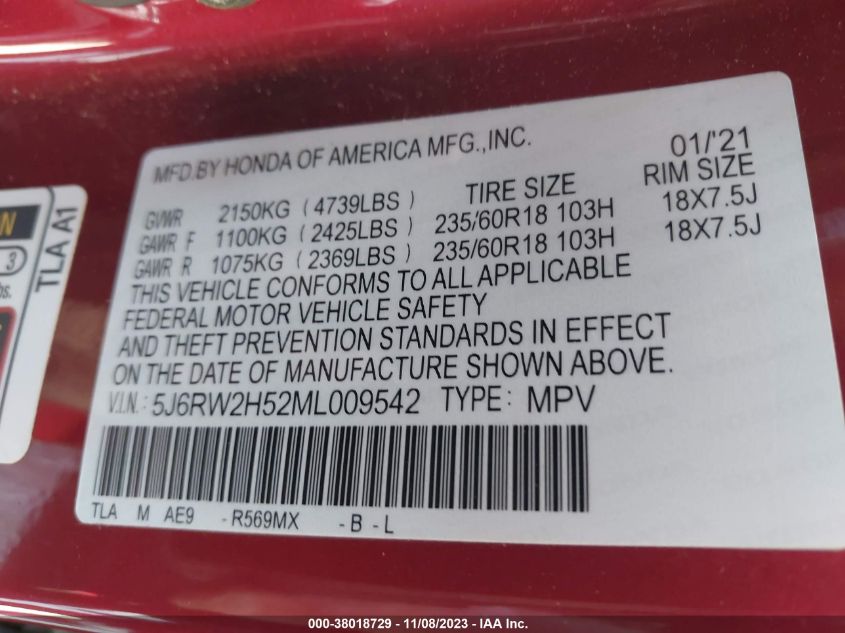 MFD.BY HONDA OF AMERICA MFG.,INC. 01/'21
TIRE SIZE RIM SIZE
GVWR 2150KG ( 4739LBS )
GAWR F 1100KG ( 2425LBS ) 235/60R18 103H 18X7.5J
GAWR R 1075KG ( 2369LBS ) 235/60R18 103H 18X7.5J
THIS VEHICLE CONFORMS TO ALL APPLICABLE
FEDERAL MOTOR VEHICLE SAFETY
AND THEFT PREVENTION STANDARDS IN EFFECT
ON THE DATE OF MANUFACTURE SHOWN ABOVE.
V.I.N.: 5J6RW2H52ML009542 TYPE: MPV
TLA M AE9 -R569MX -B -L
TLA A1
3
000-38018729 - 11/08/2023 - IAA Inc.